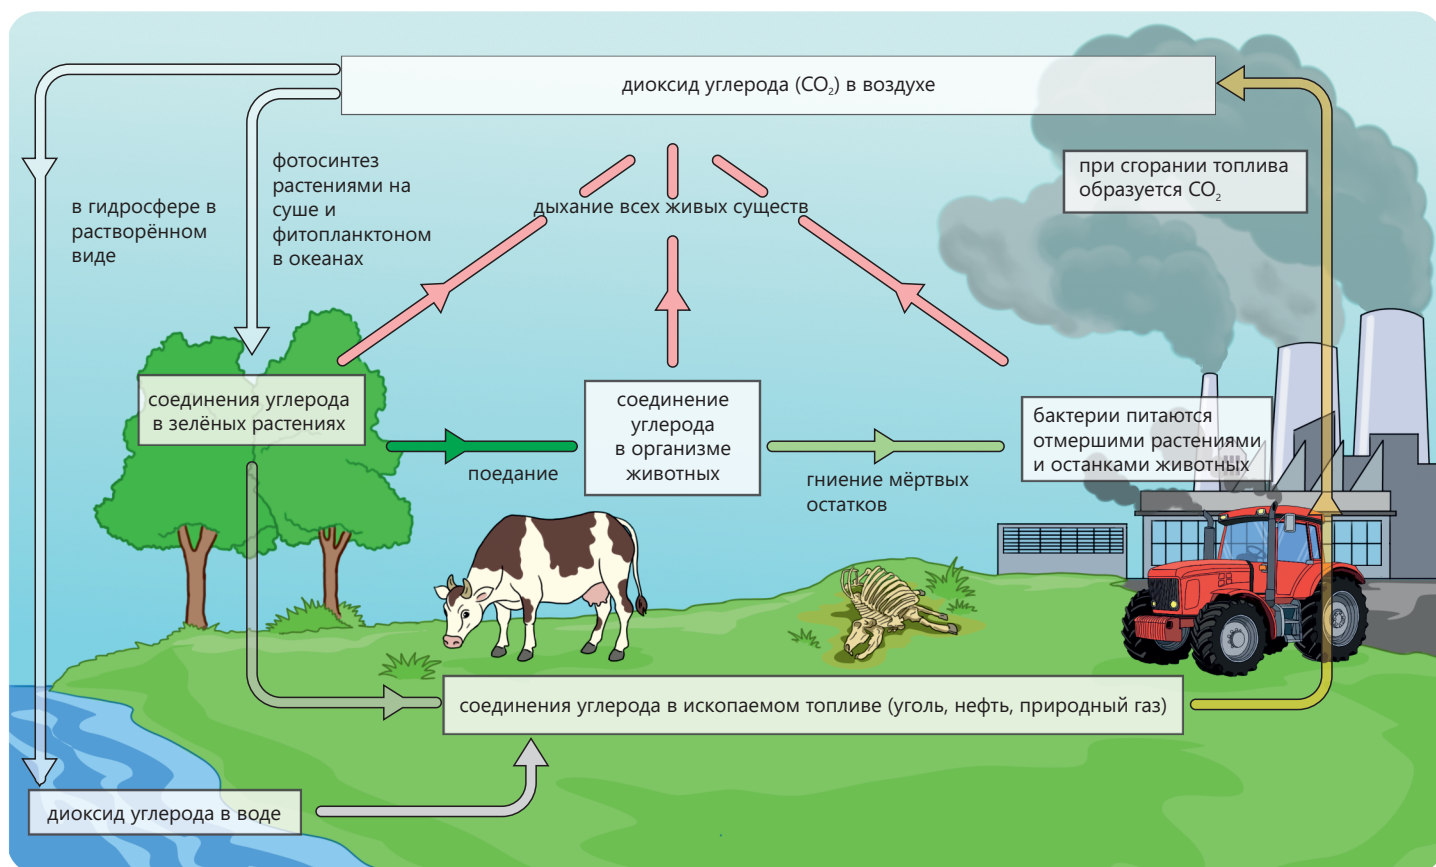 диоксид углерода (CO₂) в воздухе
в гидросфере в
растворённом
виде
фотосинтез
растениями на
суше и
фитопланктоном
в океанах
дыхание всех живых существ
при сгорании топлива
образуется CO₂
соединения углерода
в зелёных растениях
поедание
соединение
углерода
в организме
животных
гниение мёртвых
остатков
бактерии питаются
отмершими растениями
и останками животных
соединения углерода в ископаемом топливе (уголь, нефть, природный газ)
диоксид углерода в воде